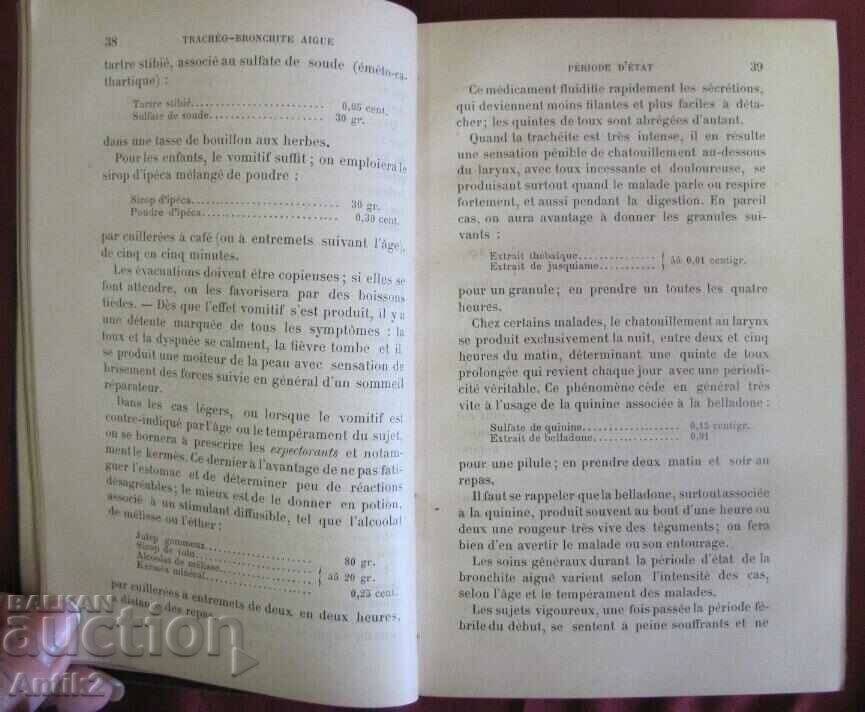 38 TRACHÉO-BRONCHITE AIGUE
tartre stibié, associé au sulfate de soude (éméto-ca-
thartique) :
Tartre stibié........................ 0,05 cent.
Sulfate de soude..................... 30 gr.
dans une tasse de bouillon aux herbes.
Pour les enfants, le vomitif suffit ; on emploiera le
sirop d'ipéca mélangé de poudre :
Sirop d'ipéca........................ 30 gr.
Poudre d'ipéca....................... 0,30 cent.
par cuillerées à café (ou à entremets suivant l'âge),
de cinq en cinq minutes.
Les évacuations doivent être copieuses ; si elles se
font attendre, on les favorisera par des boissons
tièdes. — Dès que l'effet vomitif s'est produit, il y a
une détente marquée de tous les symptômes : la
toux et la dyspnée se calment, la fièvre tombe et il
se produit une moiteur de la peau avec sensation de
brisement des forces suivie en général d'un sommeil
réparateur.
Dans les cas légers, ou lorsque le vomitif est
contre-indiqué par l'âge ou le tempérament du sujet,
on se bornera à prescrire les expectorants et notam-
ment le kermès. Ce dernier a l'avantage de ne pas fati-
guer l'estomac et de déterminer peu de réactions
désagréables ; le mieux est de le donner en potion,
associé à un stimulant diffusible, tel que l'alcoolat
de mélisse ou l'éther :
Julep gommeux........................ 80 gr.
Sirop de tolu........................
Alcoolat de mélisse.................. } āā 20 gr.
Kermès minéral....................... 0,25 cent.
par cuillerées à entremets de deux en deux heures,
à distance des repas.
PÉRIODE D'ÉTAT 39
Ce médicament fluidifie rapidement les sécrétions,
qui deviennent moins filantes et plus faciles à déta-
cher ; les quintes de toux sont abrégées d'autant.
Quand la trachéite est très intense, il en résulte
une sensation pénible de chatouillement au-dessous
du larynx, avec toux incessante et douloureuse, se
produisant surtout quand le malade parle ou respire
fortement, et aussi pendant la digestion. En pareil
cas, on aura avantage à donner les granules sui-
vants :
Extrait thébaïque.............. } āā 0,01 centigr.
Extrait de jusquiame........... }
pour un granule ; en prendre un toutes les quatre
heures.
Chez certains malades, le chatouillement au larynx
se produit exclusivement la nuit, entre deux et cinq
heures du matin, déterminant une quinte de toux
prolongée qui revient chaque jour avec une périodi-
cité véritable. Ce phénomène cède en général très
vite à l'usage de la quinine associée à la belladone :
Sulfate de quinine............... 0,15 centigr.
Extrait de belladone............. 0,01
pour une pilule ; en prendre deux matin et soir au
repas.
Il faut se rappeler que la belladone, surtout associée
à la quinine, produit souvent au bout d'une heure ou
deux une rougeur très vive des téguments ; on fera
bien d'en avertir le malade ou son entourage.
Les soins généraux durant la période d'état de la
bronchite aiguë varient selon l'intensité des cas,
selon l'âge et le tempérament des malades.
Les sujets vigoureux, une fois passée la période fé-
brile du début, se sentent à peine souffrants et ne
BALKAN
auction
Antik2